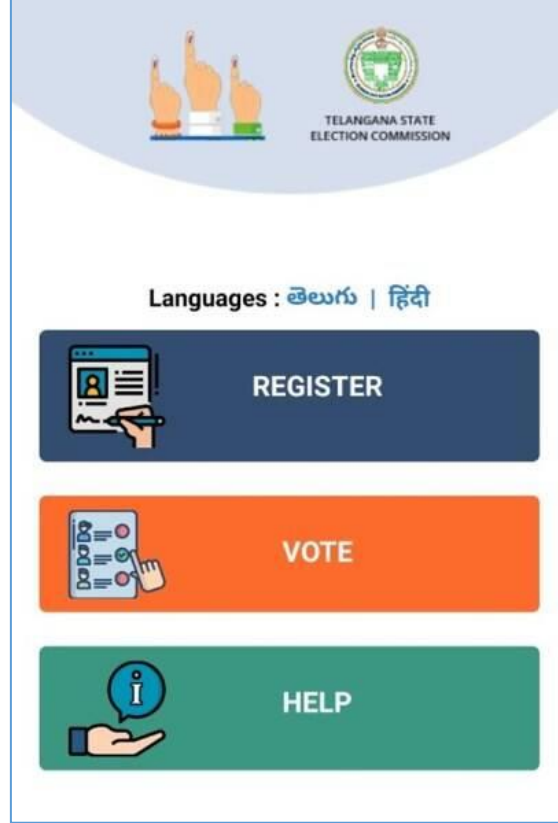 TELANGANA STATE
ELECTION COMMISSION
Languages : తెలుగు | हिंदी
REGISTER
VOTE
i
HELP